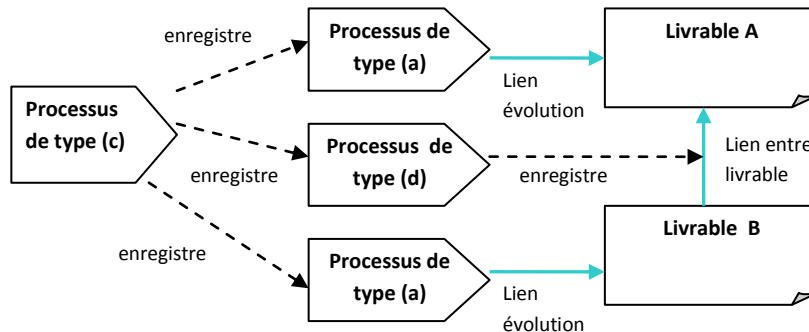 enregistre
Processus de
type (a)
Lien
évolution
Livrable A
Processus
de type (c)
enregistre
Processus de
type (d)
enregistre
Lien entre
livrable
enregistre
Processus de
type (a)
Lien
évolution
Livrable B